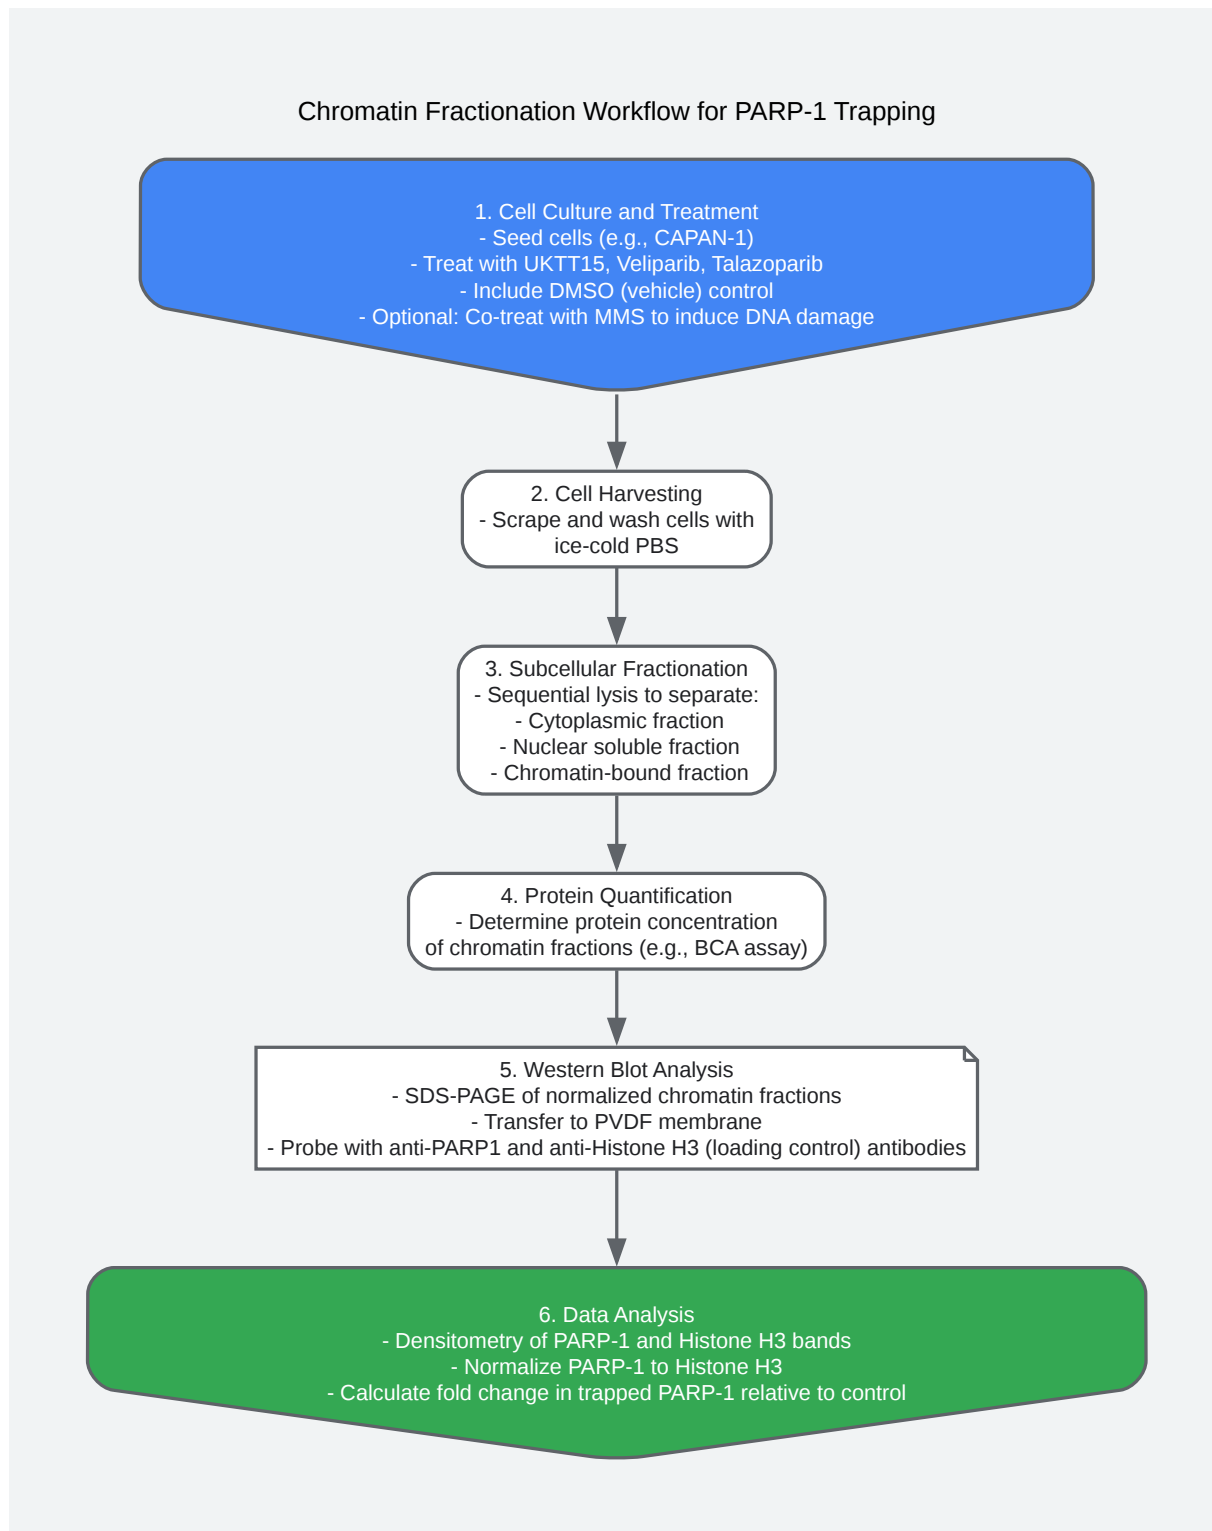 Chromatin Fractionation Workflow for PARP-1 Trapping
1. Cell Culture and Treatment
- Seed cells (e.g., CAPAN-1)
- Treat with UKTT15, Veliparib, Talazoparib
- Include DMSO (vehicle) control
- Optional: Co-treat with MMS to induce DNA damage
2. Cell Harvesting
- Scrape and wash cells with
ice-cold PBS
3. Subcellular Fractionation
- Sequential lysis to separate:
- Cytoplasmic fraction
- Nuclear soluble fraction
- Chromatin-bound fraction
4. Protein Quantification
- Determine protein concentration
of chromatin fractions (e.g., BCA assay)
5. Western Blot Analysis
- SDS-PAGE of normalized chromatin fractions
- Transfer to PVDF membrane
- Probe with anti-PARP1 and anti-Histone H3 (loading control) antibodies
6. Data Analysis
- Densitometry of PARP-1 and Histone H3 bands
- Normalize PARP-1 to Histone H3
- Calculate fold change in trapped PARP-1 relative to control